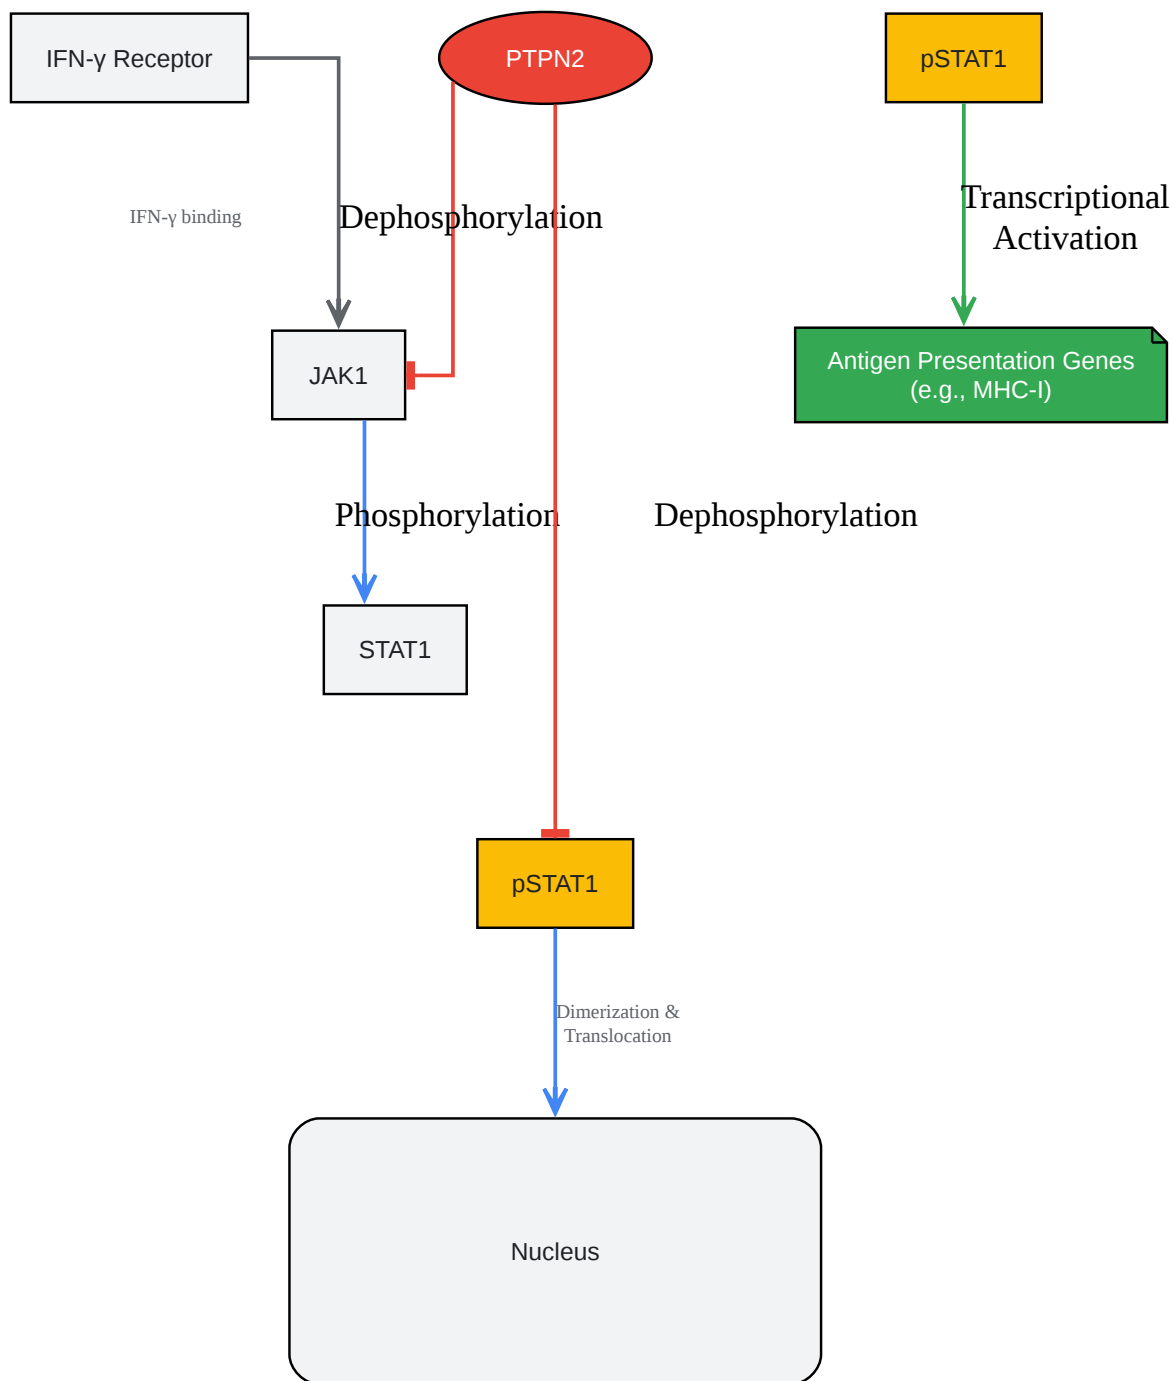 IFN-γ Receptor
PTPN2
pSTAT1
IFN-γ binding
Dephosphorylation
Transcriptional
Activation
JAK1
Antigen Presentation Genes
(e.g., MHC-I)
Phosphorylation
Dephosphorylation
STAT1
pSTAT1
Dimerization &
Translocation
Nucleus